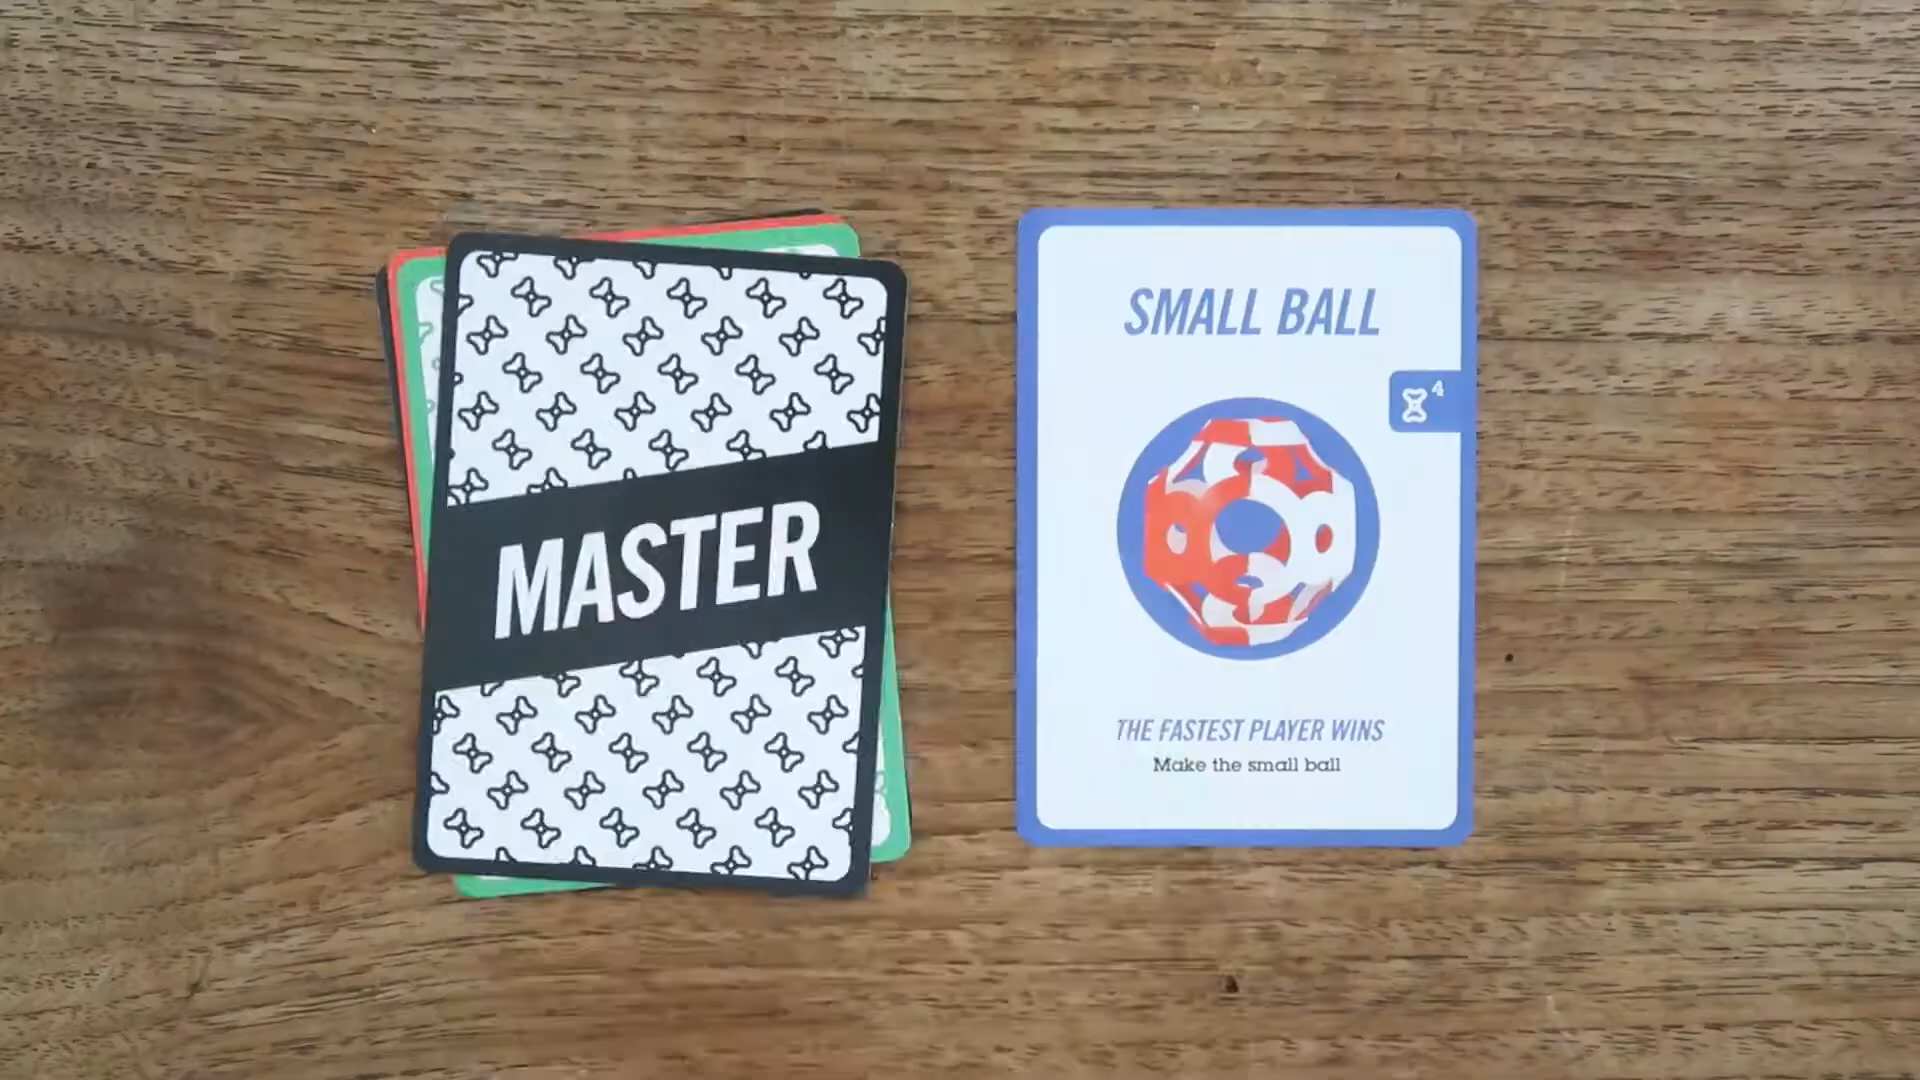 MASTER
SMALL BALL
4
THE FASTEST PLAYER WINS
Make the small ball